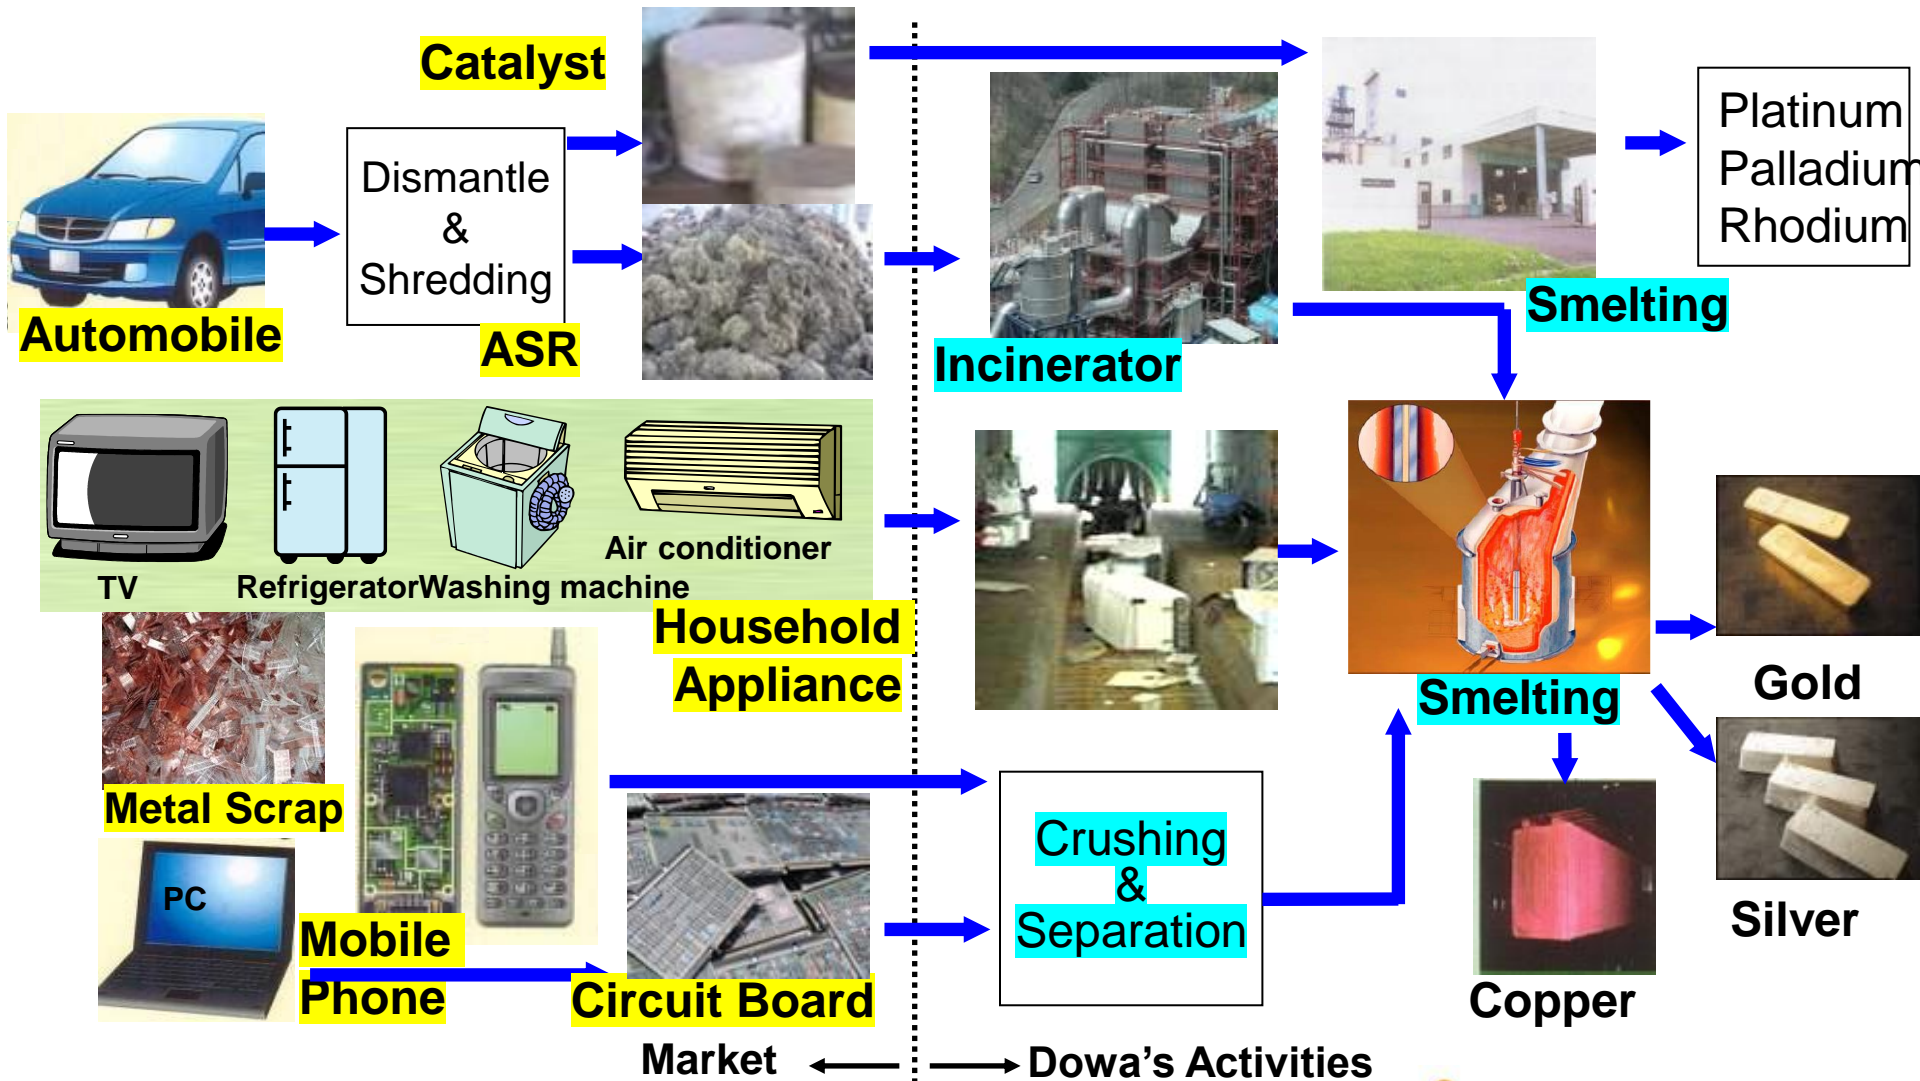 Catalyst
Dismantle
&
Shredding
Platinum
Palladium
Rhodium
Automobile
ASR
Incinerator
Smelting
TV
Refrigerator
Washing machine
Air conditioner
Household
Appliance
Metal Scrap
PC
Mobile
Phone
Circuit Board
Crushing
&
Separation
Smelting
Gold
Silver
Copper
Market
Dowa’s Activities